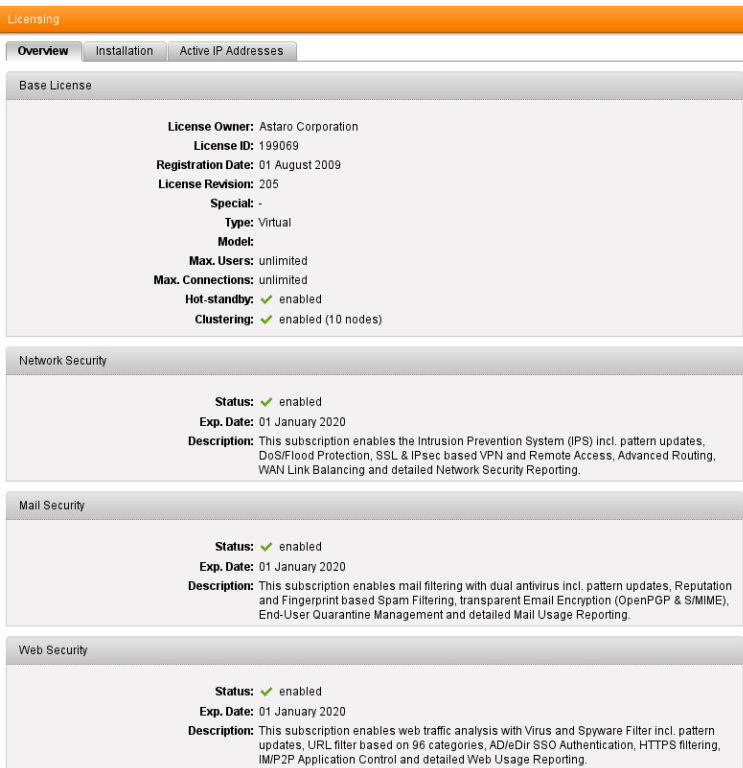 Licensing
Overview Installation Active IP Addresses
Base License
License Owner: Astaro Corporation
License ID: 199069
Registration Date: 01 August 2009
License Revision: 205
Special: -
Type: Virtual
Model:
Max. Users: unlimited
Max. Connections: unlimited
Hot-standby: ✓ enabled
Clustering: ✓ enabled (10 nodes)
Network Security
Status: ✓ enabled
Exp. Date: 01 January 2020
Description: This subscription enables the Intrusion Prevention System (IPS) incl. pattern updates,
DoS/Flood Protection, SSL & IPsec based VPN and Remote Access, Advanced Routing,
WAN Link Balancing and detailed Network Security Reporting.
Mail Security
Status: ✓ enabled
Exp. Date: 01 January 2020
Description: This subscription enables mail filtering with dual antivirus incl. pattern updates, Reputation
and Fingerprint based Spam Filtering, transparent Email Encryption (OpenPGP & S/MIME),
End-User Quarantine Management and detailed Mail Usage Reporting.
Web Security
Status: ✓ enabled
Exp. Date: 01 January 2020
Description: This subscription enables web traffic analysis with Virus and Spyware Filter incl. pattern
updates, URL filter based on 96 categories, AD/eDir SSO Authentication, HTTPS filtering,
IM/P2P Application Control and detailed Web Usage Reporting.